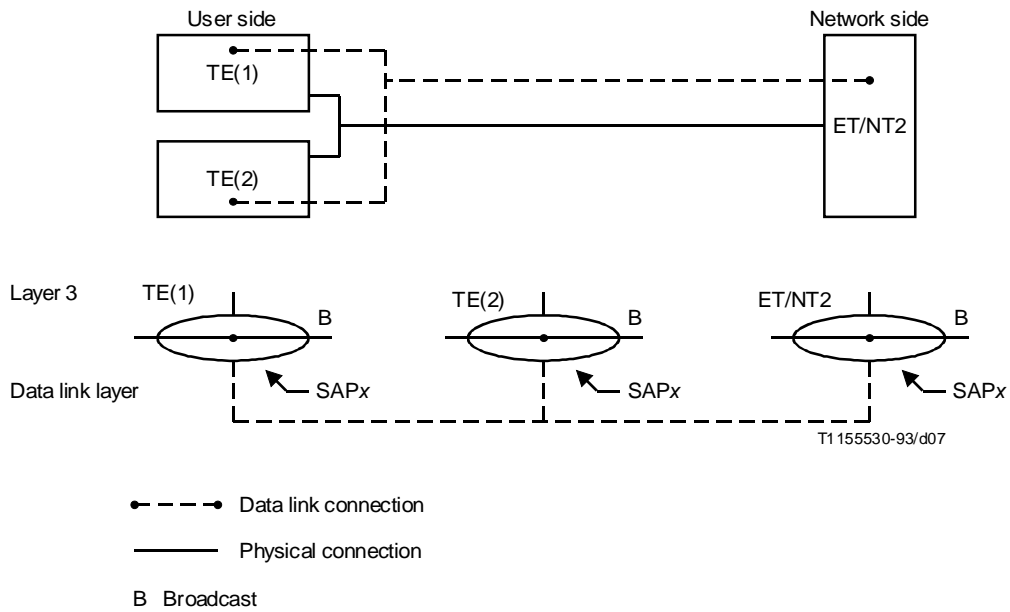 User side
Network side
TE(1)
ET/NT2
TE(2)
Layer 3
TE(1)
B
TE(2)
B
ET/NT2
B
Data link layer
SAPx
SAPx
SAPx
T1155530-93/d07
Data link connection
Physical connection
B Broadcast